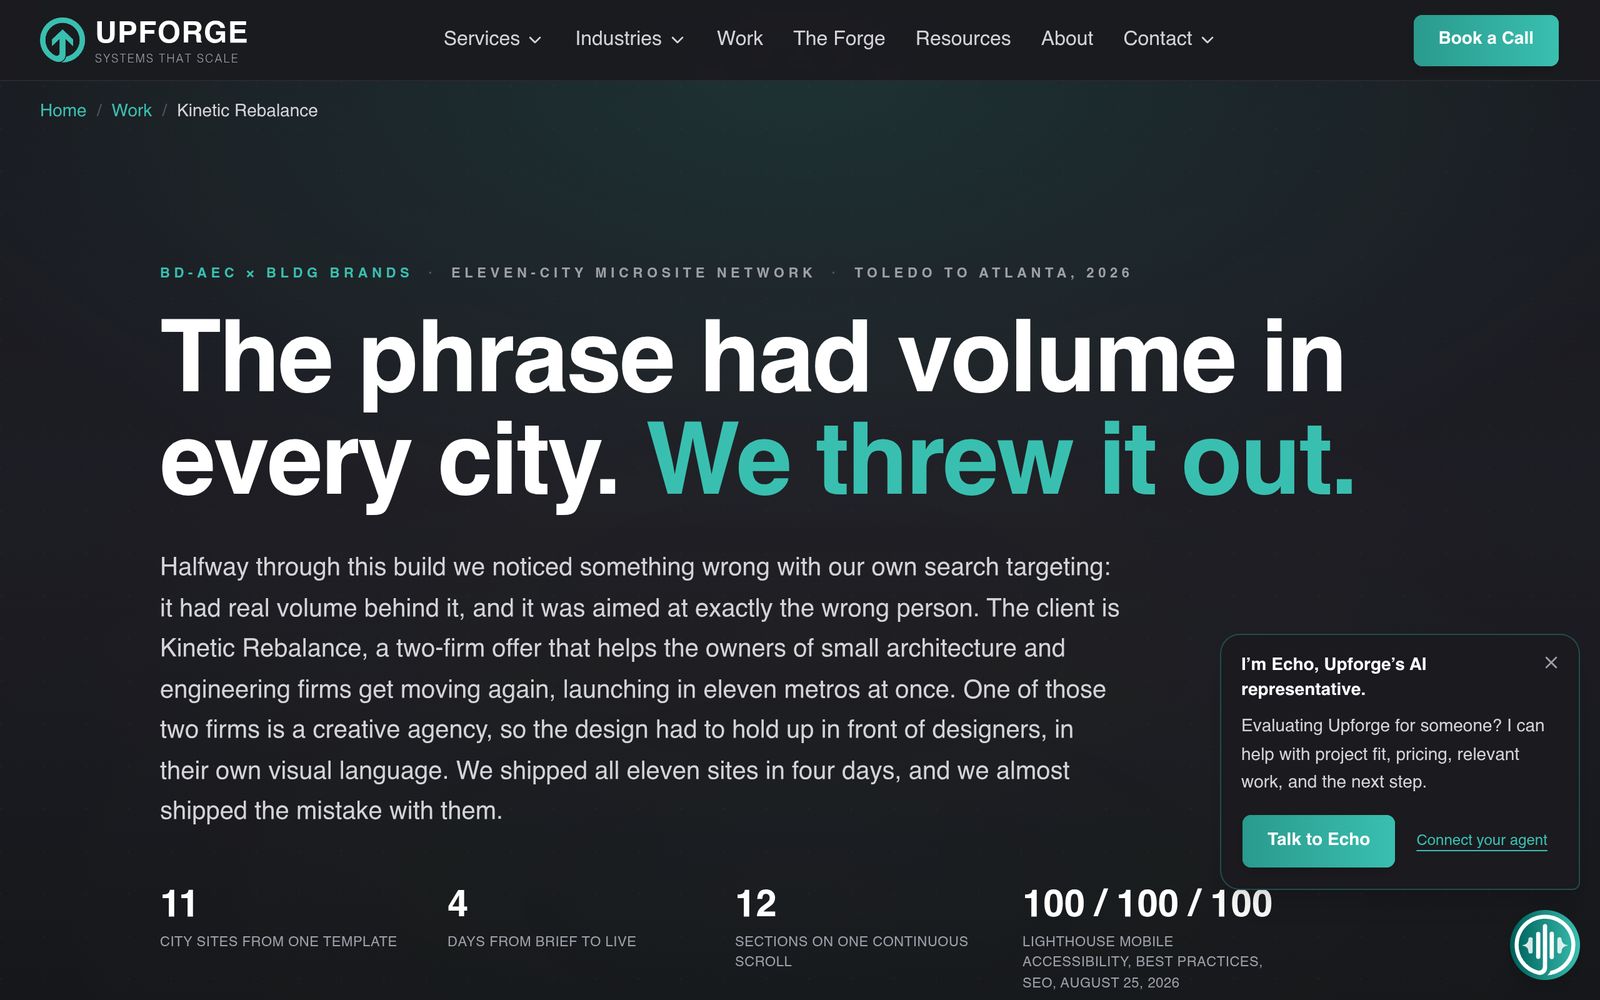 UPFORGE
SYSTEMS THAT SCALE
Services
Industries
Work
The Forge
Resources
About
Contact
Book a Call
Home / Work / Kinetic Rebalance
BD-AEC × BLDG BRANDS · ELEVEN-CITY MICROSITE NETWORK · TOLEDO TO ATLANTA, 2026
The phrase had volume in
every city. We threw it out.
Halfway through this build we noticed something wrong with our own search targeting:
it had real volume behind it, and it was aimed at exactly the wrong person. The client is
Kinetic Rebalance, a two-firm offer that helps the owners of small architecture and
engineering firms get moving again, launching in eleven metros at once. One of those
two firms is a creative agency, so the design had to hold up in front of designers, in
their own visual language. We shipped all eleven sites in four days, and we almost
shipped the mistake with them.
11
CITY SITES FROM ONE TEMPLATE
4
DAYS FROM BRIEF TO LIVE
12
SECTIONS ON ONE CONTINUOUS
SCROLL
100 / 100 / 100
LIGHTHOUSE MOBILE
ACCESSIBILITY, BEST PRACTICES,
SEO, AUGUST 25, 2026
I'm Echo, Upforge's AI
representative.
Evaluating Upforge for someone? I can
help with project fit, pricing, relevant
work, and the next step.
Talk to Echo
Connect your agent